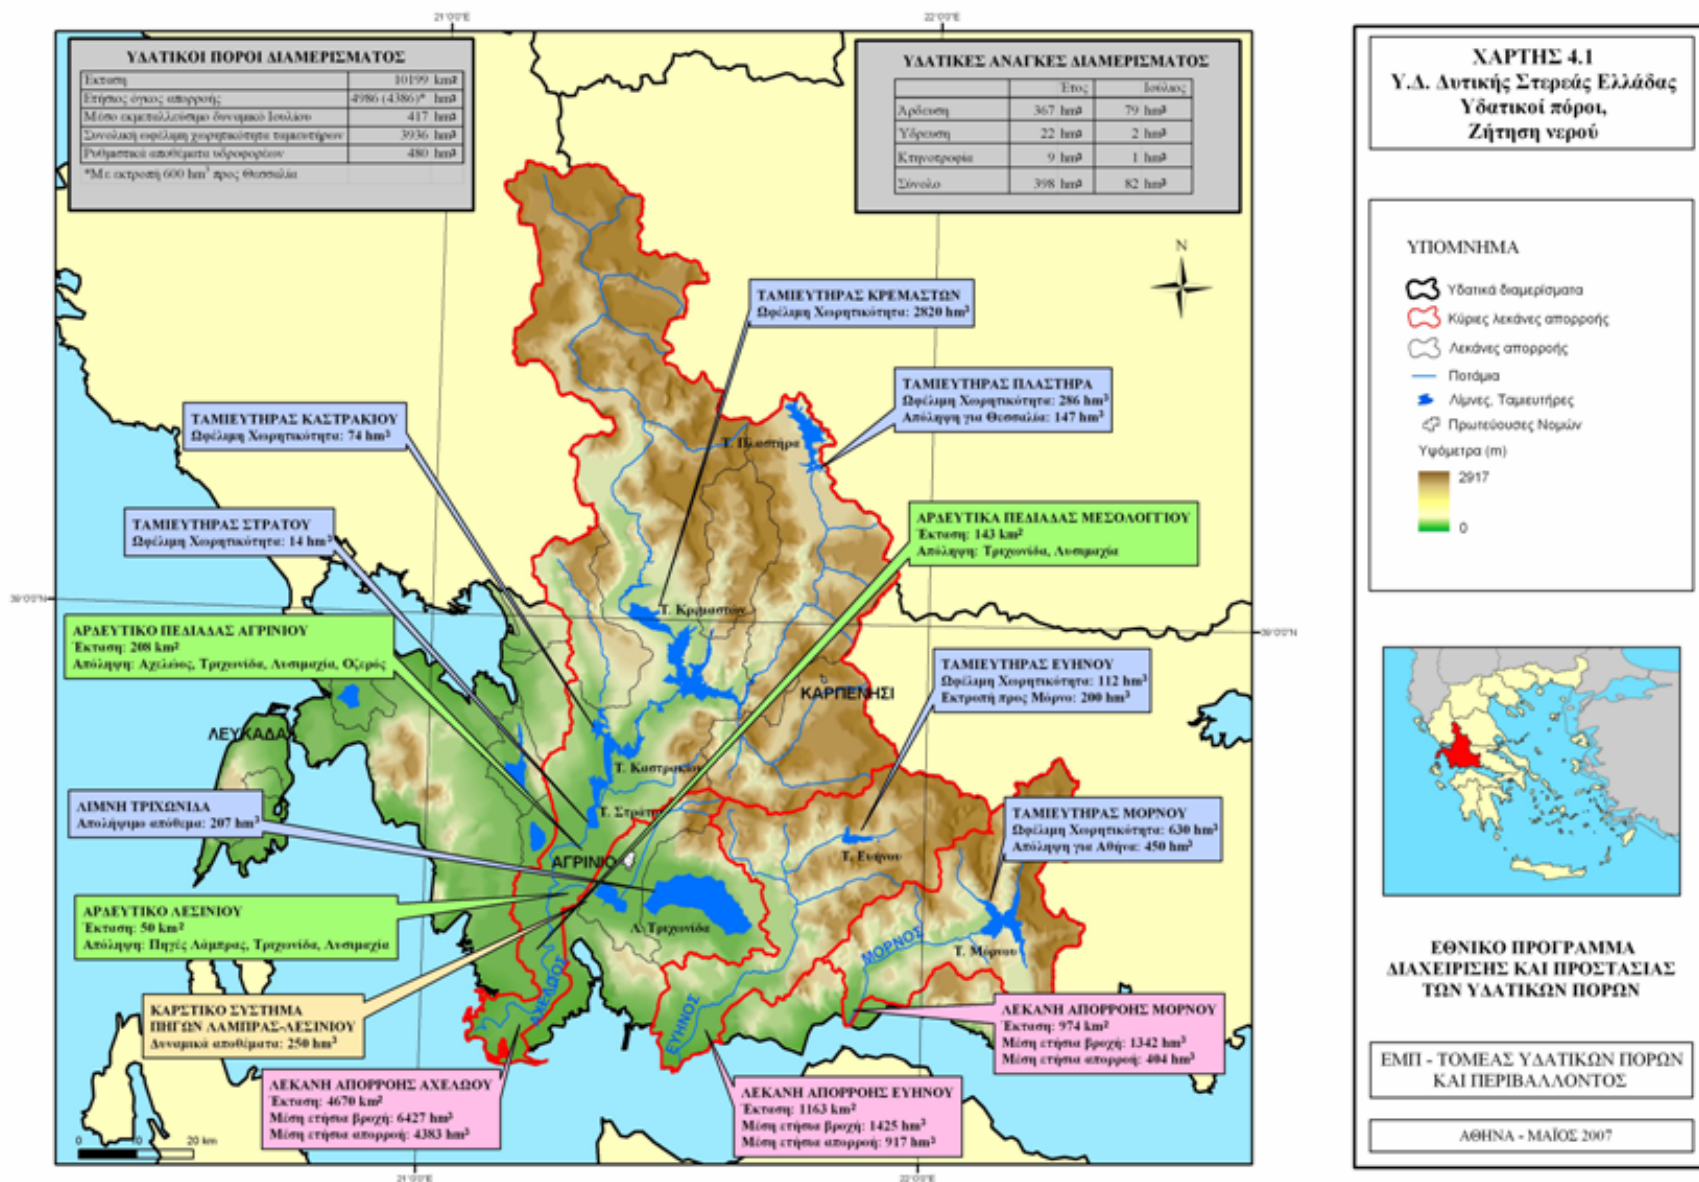 21°0'0"E
22°0'0"E
ΥΔΑΤΙΚΟΙ ΠΟΡΟΙ ΔΙΑΜΕΡΙΣΜΑΤΟΣ
Έκταση 10199 km²
Ετήσιος όγκος απορροής 4986 (4386)* hm³
Μέσο εκμεταλλεύσιμο δυναμικό Ιουλίου 417 hm³
Συνολική ωφέλιμη χωρητικότητα ταμιευτήρων 3936 hm³
Ρυθμιστικά αποθέματα υδροφορέων 480 hm³
*Με εκτροπή 600 hm³ προς Θεσσαλία
ΥΔΑΤΙΚΕΣ ΑΝΑΓΚΕΣ ΔΙΑΜΕΡΙΣΜΑΤΟΣ
Έτος Ιούλιος
Άρδευση 367 hm³ 79 hm³
Ύδρευση 22 hm³ 2 hm³
Κτηνοτροφία 9 hm³ 1 hm³
Σύνολο 398 hm³ 82 hm³
N
ΤΑΜΙΕΥΤΗΡΑΣ ΚΡΕΜΑΣΤΩΝ
Ωφέλιμη Χωρητικότητα: 2820 hm³
ΤΑΜΙΕΥΤΗΡΑΣ ΠΛΑΣΤΗΡΑ
Ωφέλιμη Χωρητικότητα: 286 hm³
Απόληψη για Θεσσαλία: 147 hm³
ΤΑΜΙΕΥΤΗΡΑΣ ΚΑΣΤΡΑΚΙΟΥ
Ωφέλιμη Χωρητικότητα: 74 hm³
Τ. Πλαστήρα
ΤΑΜΙΕΥΤΗΡΑΣ ΣΤΡΑΤΟΥ
Ωφέλιμη Χωρητικότητα: 14 hm³
ΑΡΔΕΥΤΙΚΑ ΠΕΔΙΑΔΑΣ ΜΕΣΟΛΟΓΓΙΟΥ
Έκταση: 143 km²
Απόληψη: Τριχωνίδα, Λυσιμαχία
39°0'0"N
39°0'0"N
Τ. Κρεμαστών
ΑΡΔΕΥΤΙΚΟ ΠΕΔΙΑΔΑΣ ΑΓΡΙΝΙΟΥ
Έκταση: 208 km²
Απόληψη: Αχελώος, Τριχωνίδα, Λυσιμαχία, Οζερός
ΤΑΜΙΕΥΤΗΡΑΣ ΕΥΗΝΟΥ
Ωφέλιμη Χωρητικότητα: 112 hm³
Εκτροπή προς Μόρνο: 200 hm³
ΚΑΡΠΕΝΗΣΙ
ΛΕΥΚΑΔΑ
Τ. Καστρακίου
ΛΙΜΝΗ ΤΡΙΧΩΝΙΔΑ
Απολήψιμο απόθεμα: 207 hm³
Τ. Στράτου
ΤΑΜΙΕΥΤΗΡΑΣ ΜΟΡΝΟΥ
Ωφέλιμη Χωρητικότητα: 630 hm³
Απόληψη για Αθήνα: 450 hm³
ΑΓΡΙΝΙΟ
Τ. Ευήνου
ΑΡΔΕΥΤΙΚΟ ΛΕΣΙΝΙΟΥ
Έκταση: 50 km²
Απόληψη: Πηγές Λάμπρας, Τριχωνίδα, Λυσιμαχία
Λ. Τριχωνίδα
ΜΟΡΝΟΣ
Τ. Μόρνου
ΑΧΕΛΩΟΣ
ΕΥΗΝΟΣ
ΚΑΡΣΤΙΚΟ ΣΥΣΤΗΜΑ
ΠΗΓΩΝ ΛΑΜΠΡΑΣ-ΛΕΣΙΝΙΟΥ
Δυναμικά αποθέματα: 250 hm³
ΛΕΚΑΝΗ ΑΠΟΡΡΟΗΣ ΜΟΡΝΟΥ
Έκταση: 974 km²
Μέση ετήσια βροχή: 1342 hm³
Μέση ετήσια απορροή: 404 hm³
ΛΕΚΑΝΗ ΑΠΟΡΡΟΗΣ ΑΧΕΛΩΟΥ
Έκταση: 4670 km²
Μέση ετήσια βροχή: 6427 hm³
Μέση ετήσια απορροή: 4383 hm³
ΛΕΚΑΝΗ ΑΠΟΡΡΟΗΣ ΕΥΗΝΟΥ
Έκταση: 1163 km²
Μέση ετήσια βροχή: 1425 hm³
Μέση ετήσια απορροή: 917 hm³
0 10 20 km
21°0'0"E
22°0'0"E
ΧΑΡΤΗΣ 4.1
Υ.Δ. Δυτικής Στερεάς Ελλάδας
Υδατικοί πόροι,
Ζήτηση νερού
ΥΠΟΜΝΗΜΑ
Υδατικά διαμερίσματα
Κύριες λεκάνες απορροής
Λεκάνες απορροής
Ποτάμια
Λίμνες, Ταμιευτήρες
Πρωτεύουσες Νομών
Υψόμετρα (m)
2917
0
ΕΘΝΙΚΟ ΠΡΟΓΡΑΜΜΑ
ΔΙΑΧΕΙΡΙΣΗΣ ΚΑΙ ΠΡΟΣΤΑΣΙΑΣ
ΤΩΝ ΥΔΑΤΙΚΩΝ ΠΟΡΩΝ
ΕΜΠ - ΤΟΜΕΑΣ ΥΔΑΤΙΚΩΝ ΠΟΡΩΝ
ΚΑΙ ΠΕΡΙΒΑΛΛΟΝΤΟΣ
ΑΘΗΝΑ - ΜΑΪΟΣ 2007